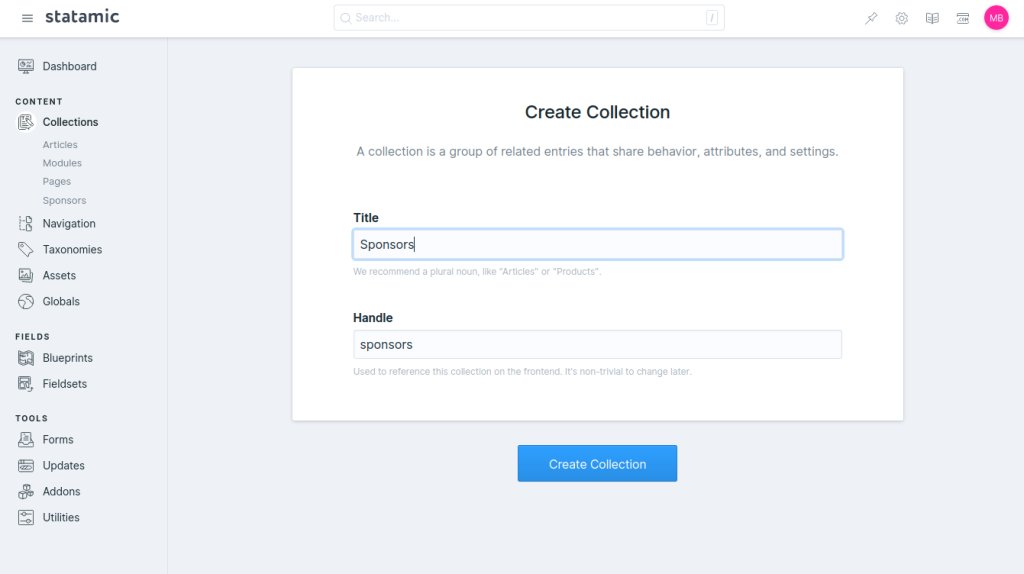 statamic
Search...
/
MB
Dashboard
CONTENT
Collections
Articles
Modules
Pages
Sponsors
Navigation
Taxonomies
Assets
Globals
FIELDS
Blueprints
Fieldsets
TOOLS
Forms
Updates
Addons
Utilities
Create Collection
A collection is a group of related entries that share behavior, attributes, and settings.
Title
Sponsors
We recommend a plural noun, like "Articles" or "Products".
Handle
sponsors
Used to reference this collection on the frontend. It's non-trivial to change later.
Create Collection